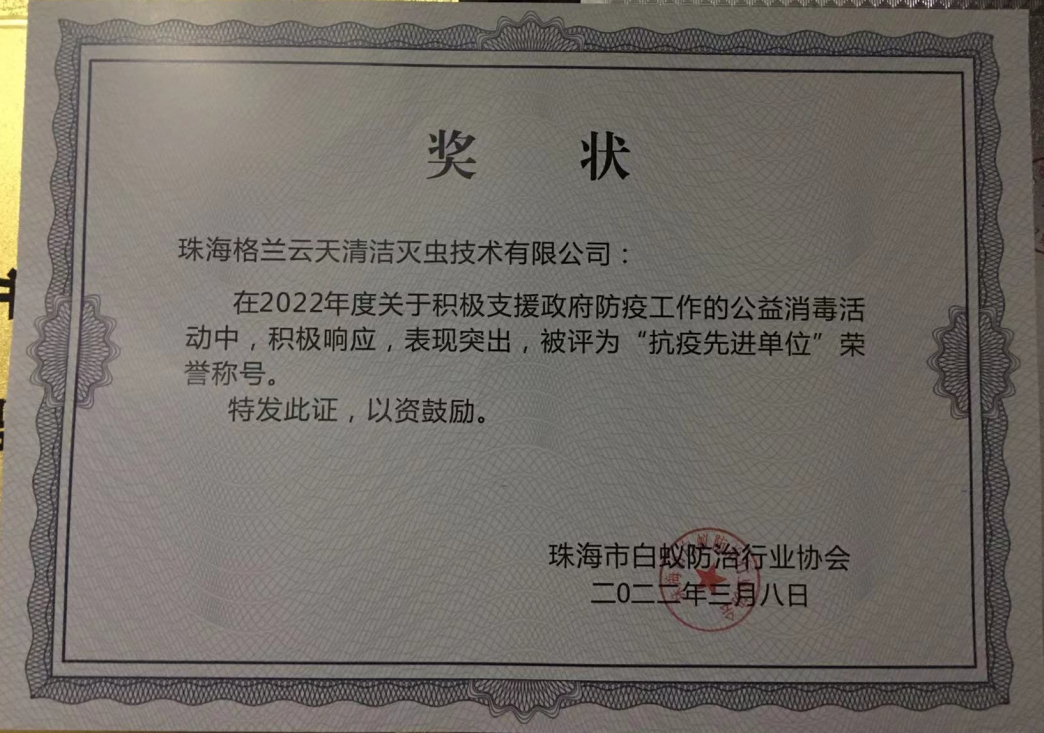 奖 状
珠海格兰云天清洁灭虫技术有限公司：
在2022年度关于积极支援政府防疫工作的公益消毒活
动中，积极响应，表现突出，被评为“抗疫先进单位”荣
誉称号。
特发此证，以资鼓励。
珠海市白蚁防治行业协会
二0二二年三月八日